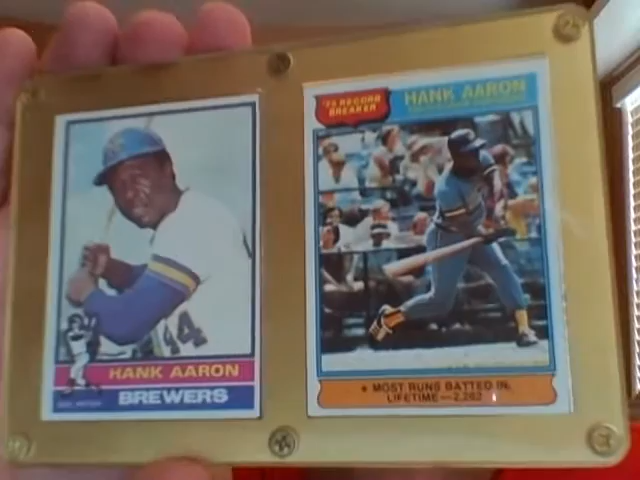 44
HANK AARON
BREWERS
'75 RECORD
BREAKER
HANK AARON
★ MOST RUNS BATTED IN,
LIFETIME—2,262